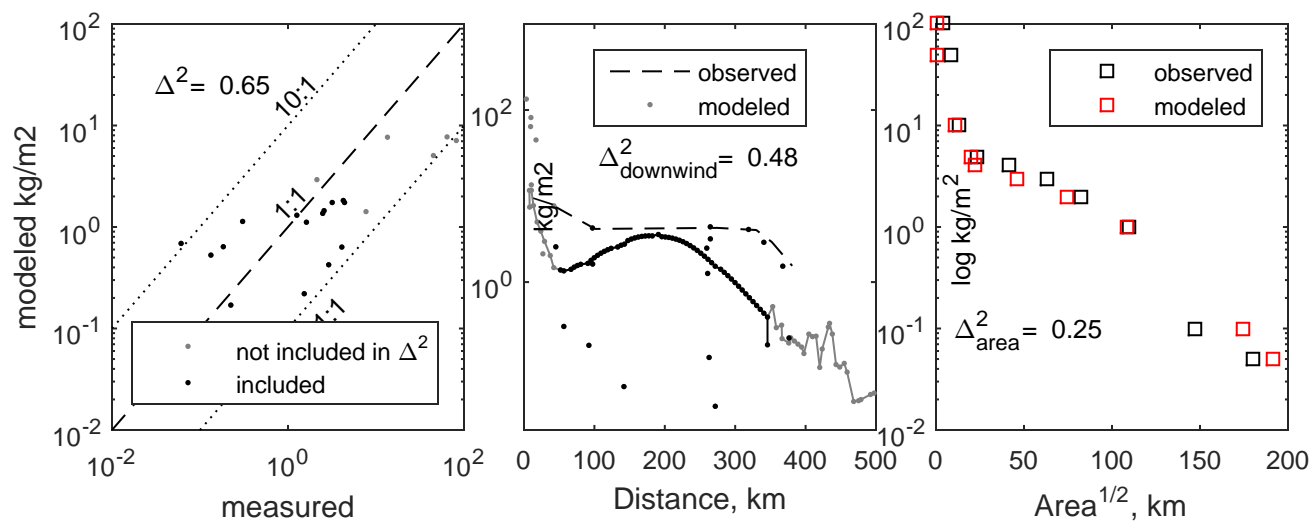 10^2
10^1
10^0
10^-1
10^-2
modeled kg/m2
Δ^2= 0.65
10:1
1:1
not included in Δ^2
included
10^-2
10^0
10^2
measured
10^2
10^0
kg/m2
observed
modeled
Δ^2_downwind= 0.48
0
100
200
300
400
500
Distance, km
10^2
10^1
10^0
10^-1
10^-2
log kg/m^2
observed
modeled
Δ^2_area= 0.25
0
50
100
150
200
Area^1/2, km